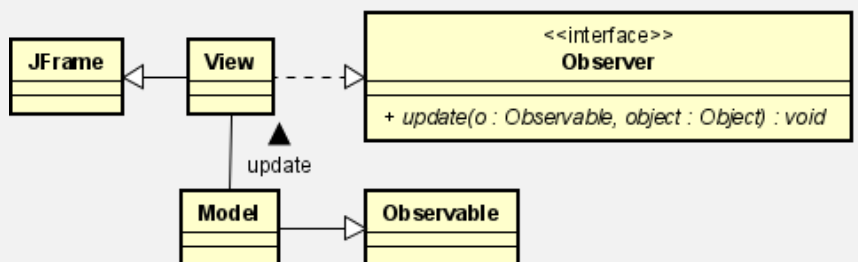 JFrame
View
<<interface>>
Observer
+ update(o : Observable, object : Object) : void
update
Model
Observable